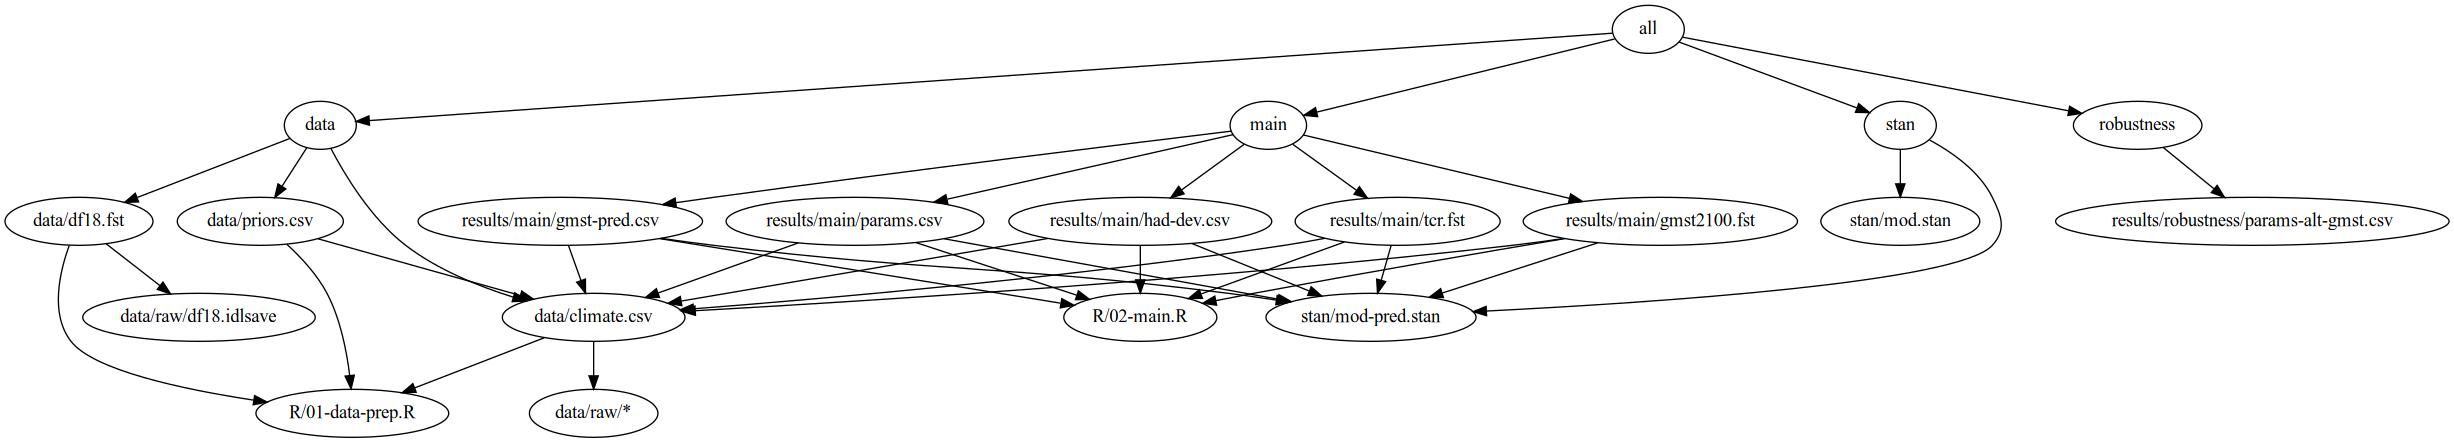 all
data
main
stan
robustness
data/df18.fst
data/priors.csv
results/main/gmst-pred.csv
results/main/params.csv
results/main/had-dev.csv
results/main/tcr.fst
results/main/gmst2100.fst
stan/mod.stan
results/robustness/params-alt-gmst.csv
data/raw/df18.idlsave
data/climate.csv
R/02-main.R
stan/mod-pred.stan
R/01-data-prep.R
data/raw/*